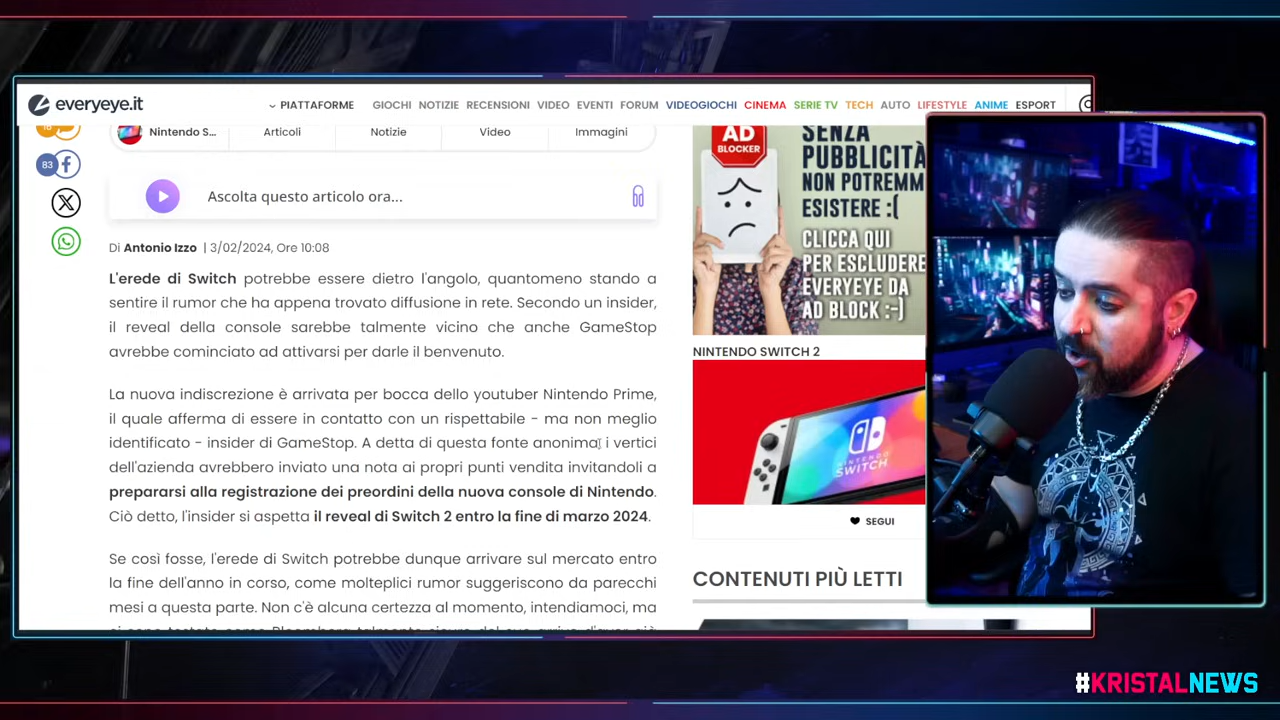 everyeye.it
PIATTAFORME GIOCHI NOTIZIE RECENSIONI VIDEO EVENTI FORUM VIDEOGIOCHI CINEMA SERIE TV TECH AUTO LIFESTYLE ANIME ESPORT
Nintendo S... Articoli Notizie Video Immagini
83
Ascolta questo articolo ora...
Di Antonio Izzo | 3/02/2024, Ore 10:08
L'erede di Switch potrebbe essere dietro l'angolo, quantomeno stando a
sentire il rumor che ha appena trovato diffusione in rete. Secondo un insider,
il reveal della console sarebbe talmente vicino che anche GameStop
avrebbe cominciato ad attivarsi per darle il benvenuto.
La nuova indiscrezione è arrivata per bocca dello youtuber Nintendo Prime,
il quale afferma di essere in contatto con un rispettabile - ma non meglio
identificato - insider di GameStop. A detta di questa fonte anonima, i vertici
dell'azienda avrebbero inviato una nota ai propri punti vendita invitandoli a
prepararsi alla registrazione dei preordini della nuova console di Nintendo.
Ciò detto, l'insider si aspetta il reveal di Switch 2 entro la fine di marzo 2024.
Se così fosse, l'erede di Switch potrebbe dunque arrivare sul mercato entro
la fine dell'anno in corso, come molteplici rumor suggeriscono da parecchi
mesi a questa parte. Non c'è alcuna certezza al momento, intendiamoci, ma
AD
BLOCKER
SENZA
PUBBLICITÀ
NON POTREMM
ESISTERE :(
CLICCA QUI
PER ESCLUDERE
EVERYEYE DA
AD BLOCK :-)
NINTENDO SWITCH 2
NINTENDO
SWITCH
SEGUI
CONTENUTI PIÙ LETTI
#KRISTALNEWS